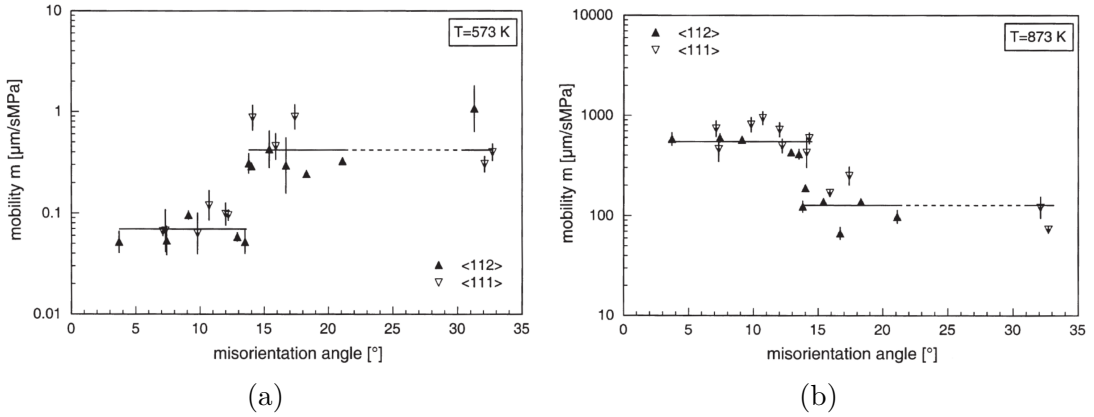 10
1
0.1
0.01
mobility m [μm/sMPa]
T=573 K
<112>
<111>
0 5 10 15 20 25 30 35
misorientation angle [°]
(a)
10000
1000
100
10
mobility m [μm/sMPa]
<112>
<111>
T=873 K
0 5 10 15 20 25 30 35
misorientation angle [°]
(b)